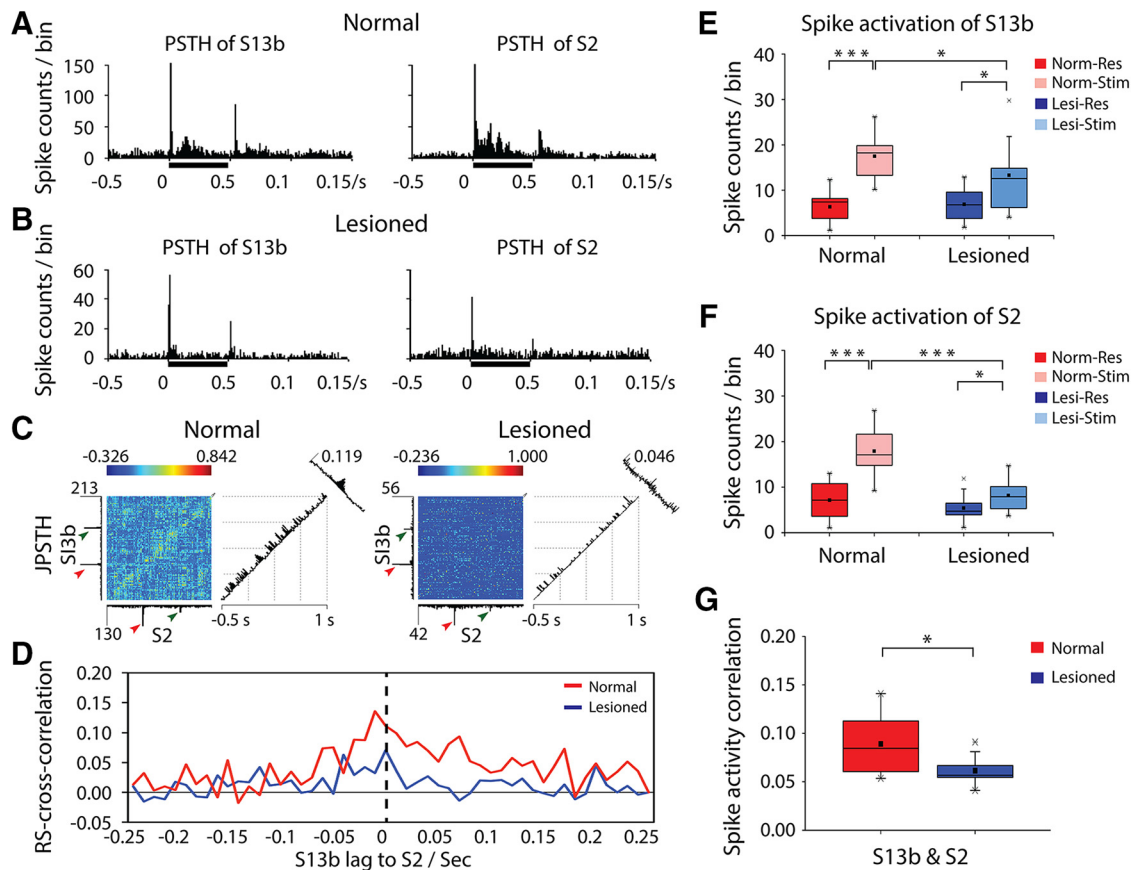 A
Normal
PSTH of S13b
PSTH of S2
Spike counts / bin
150
100
50
0
-0.5
0
0.5
0.1
5/s
-0.5
0
0.5
0.1
5/s
B
Lesioned
PSTH of S13b
PSTH of S2
Spike counts / bin
60
40
20
0
-0.5
0
0.5
0.1
5/s
-0.5
0
0.5
0.1
5/s
C
Normal
Lesioned
-0.326
0.842
0.119
-0.236
1.000
0.046
213
56
JPSTH
SI3b
SI3b
130
S2
-0.5 s
1 s
42
S2
-0.5 s
1 s
D
RS-cross-correlation
0.20
0.15
0.10
0.05
0.00
-0.05
Normal
Lesioned
-0.25
-0.2
-0.15
-0.1
-0.05
0
0.05
0.1
0.15
0.20
0.25
S13b lag to S2 / Sec
E
Spike activation of S13b
Spike counts / bin
40
30
20
10
0
***
*
*
Norm-Res
Norm-Stim
Lesi-Res
Lesi-Stim
Normal
Lesioned
F
Spike activation of S2
Spike counts / bin
40
30
20
10
0
***
***
*
Norm-Res
Norm-Stim
Lesi-Res
Lesi-Stim
Normal
Lesioned
G
Spike activity correlation
0.20
0.15
0.10
0.05
0.00
*
Normal
Lesioned
S13b & S2